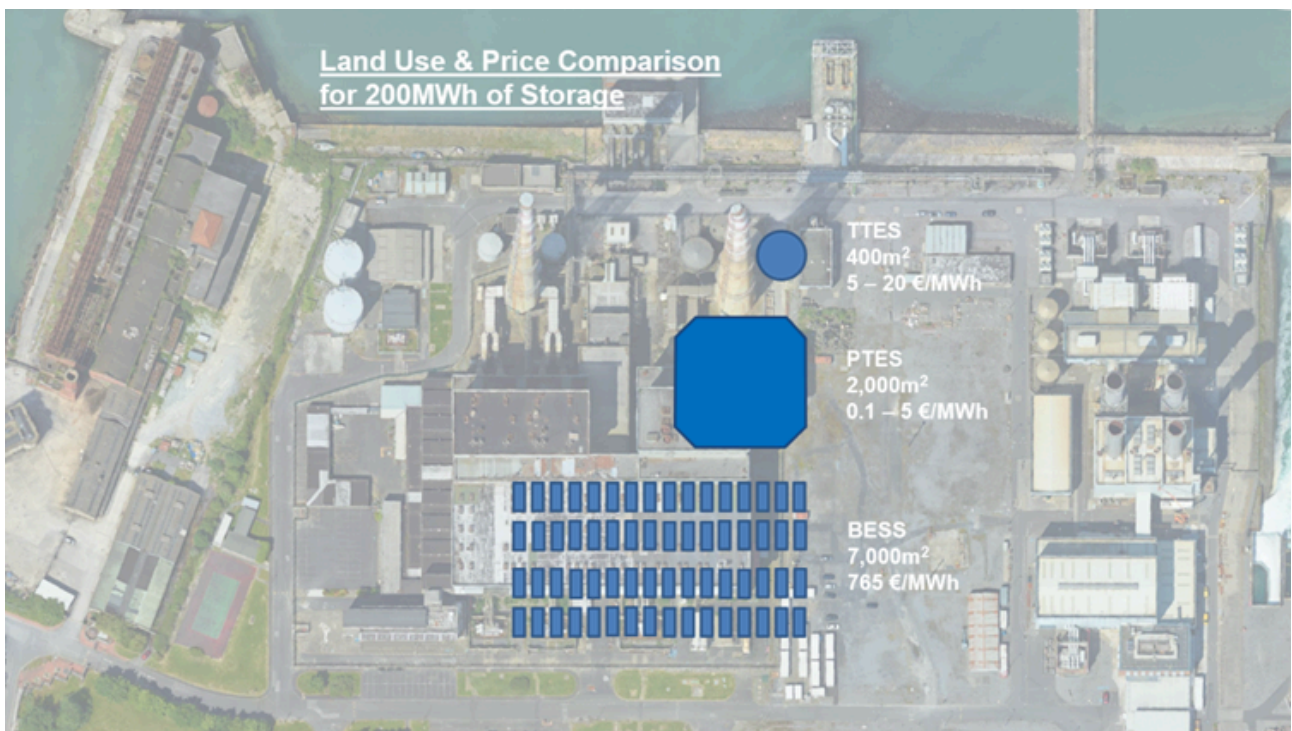 Land Use & Price Comparison
for 200MWh of Storage
TTES
400m²
5 – 20 €/MWh
PTES
2,000m²
0.1 – 5 €/MWh
BESS
7,000m²
765 €/MWh